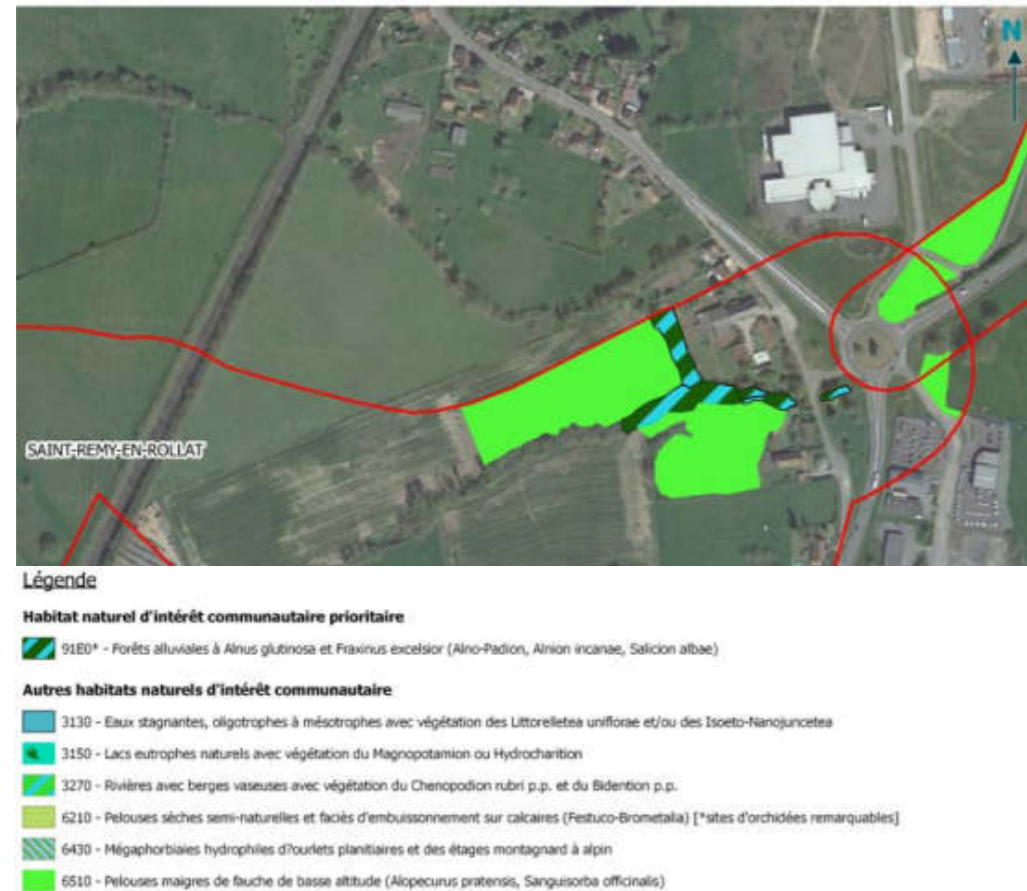 N
SAINT-REMY-EN-ROLLAT
Légende
Habitat naturel d'intérêt communautaire prioritaire
91E0* - Forêts alluviales à Alnus glutinosa et Fraxinus excelsior (Alno-Padion, Alnion incanae, Salicion albae)
Autres habitats naturels d'intérêt communautaire
3130 - Eaux stagnantes, oligotrophes à mésotrophes avec végétation des Littorelletea uniflorae et/ou des Isoeto-Nanojuncetea
3150 - Lacs eutrophes naturels avec végétation du Magnopotamion ou Hydrocharition
3270 - Rivières avec berges vaseuses avec végétation du Chenopodion rubri p.p. et du Bidention p.p.
6210 - Pelouses sèches semi-naturelles et faciès d'embuissonnement sur calcaires (Festuco-Brometalia) [*sites d'orchidées remarquables]
6430 - Mégaphorbiaies hydrophiles d?ourlets planitiaires et des étages montagnard à alpin
6510 - Pelouses maigres de fauche de basse altitude (Alopecurus pratensis, Sanguisorba officinalis)